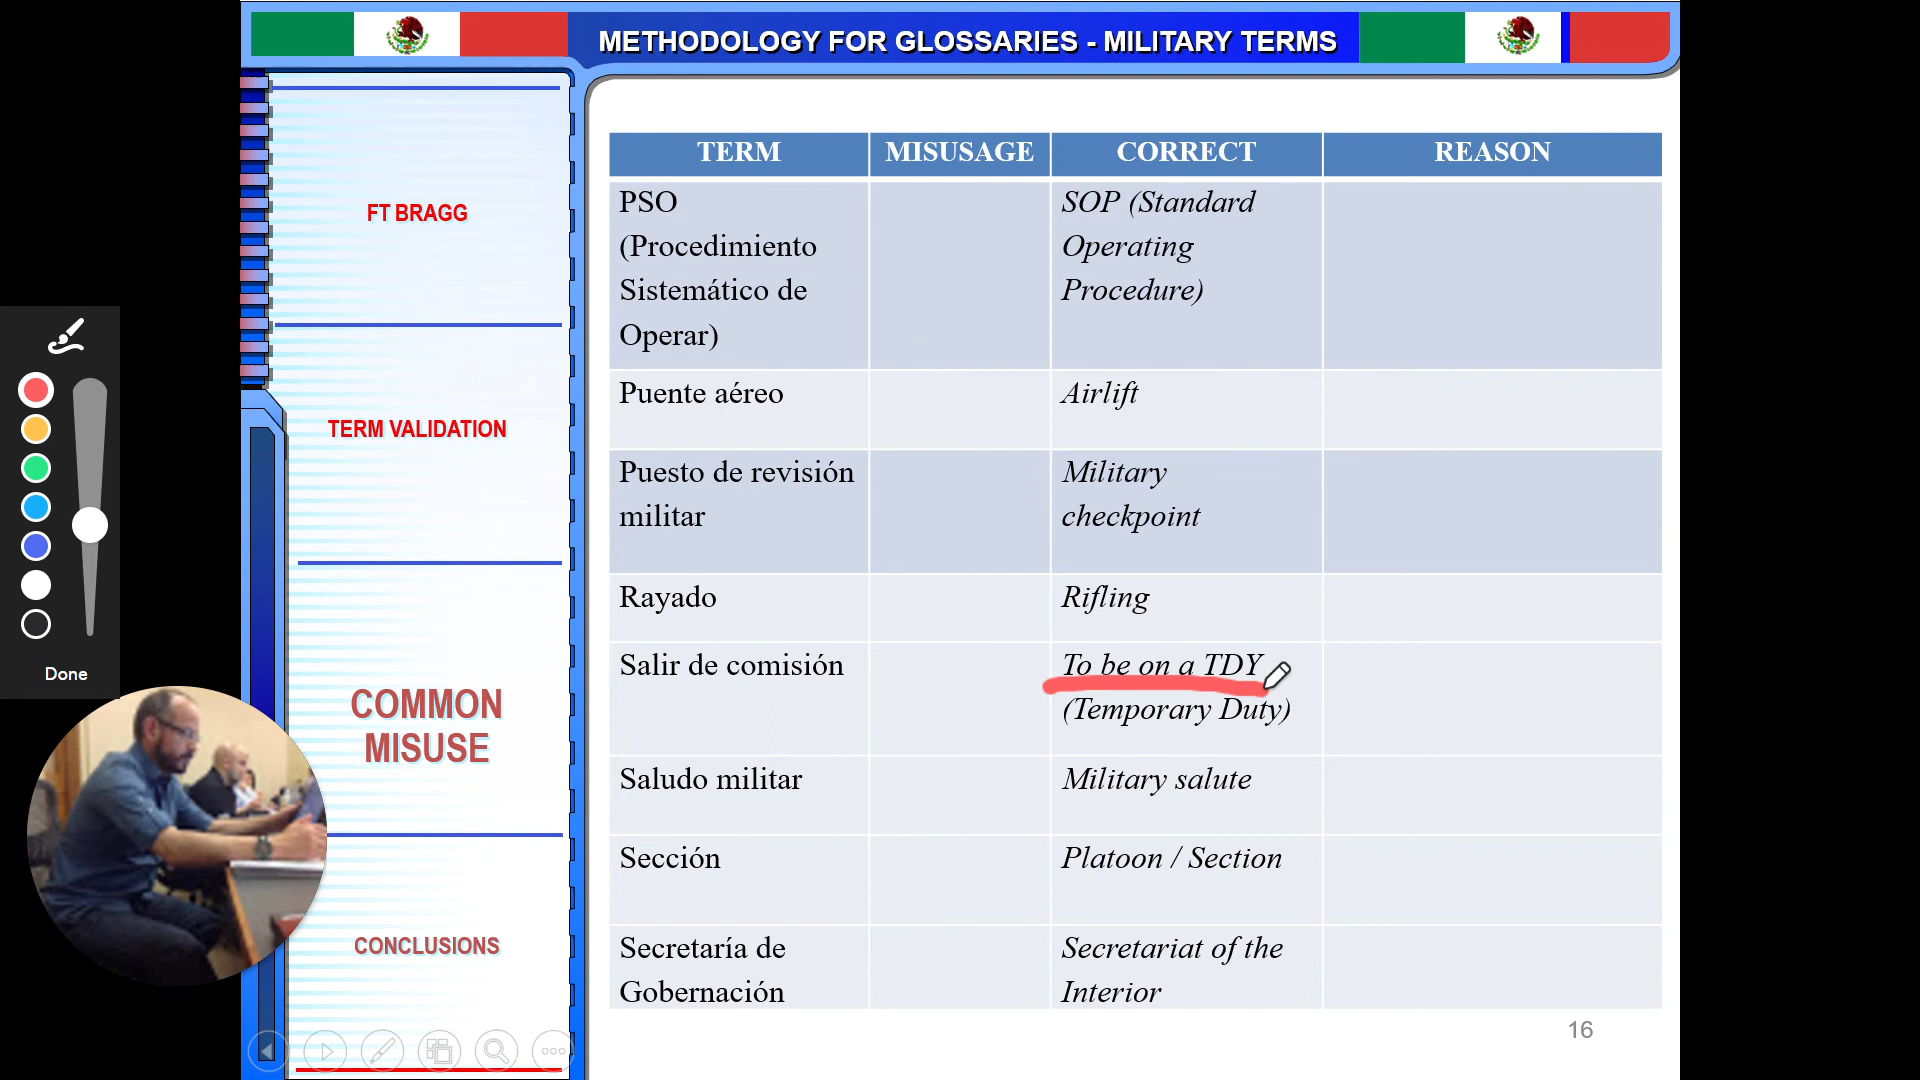 METHODOLOGY FOR GLOSSARIES - MILITARY TERMS
FT BRAGG
TERM VALIDATION
COMMON
MISUSE
CONCLUSIONS
Done
TERM MISUSAGE CORRECT REASON
PSO
(Procedimiento
Sistemático de
Operar)
SOP (Standard
Operating
Procedure)
Puente aéreo
Airlift
Puesto de revisión
militar
Military
checkpoint
Rayado
Rifling
Salir de comisión
To be on a TDY
(Temporary Duty)
Saludo militar
Military salute
Sección
Platoon / Section
Secretaría de
Gobernación
Secretariat of the
Interior
16